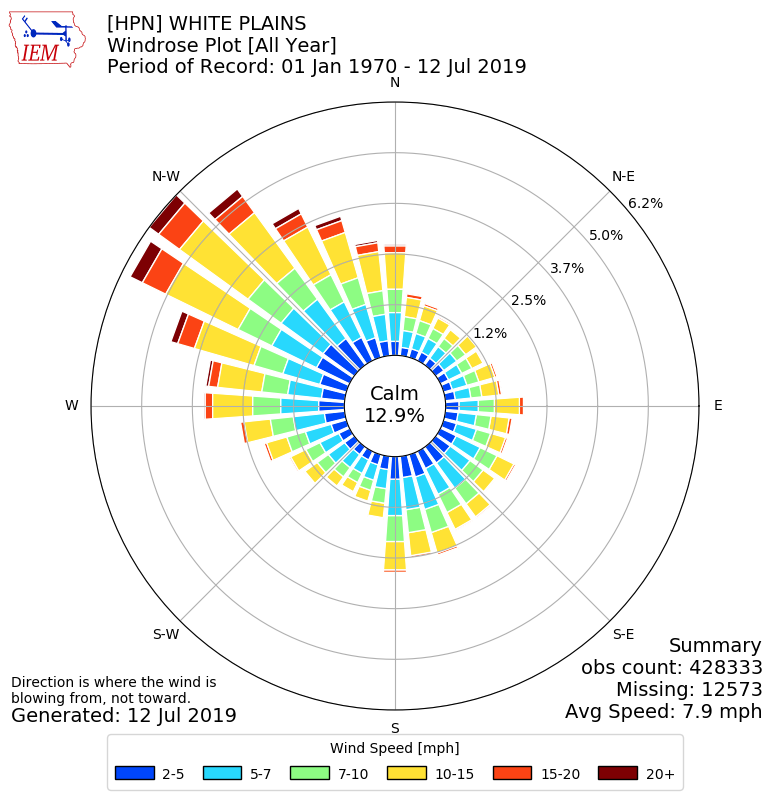 [HPN] WHITE PLAINS
Windrose Plot [All Year]
Period of Record: 01 Jan 1970 - 12 Jul 2019
IEM
N
N-W
N-E
6.2%
5.0%
3.7%
2.5%
1.2%
Calm
12.9%
W
E
S-W
S-E
S
Summary
obs count: 428333
Missing: 12573
Avg Speed: 7.9 mph
Direction is where the wind is
blowing from, not toward.
Generated: 12 Jul 2019
Wind Speed [mph]
2-5 5-7 7-10 10-15 15-20 20+